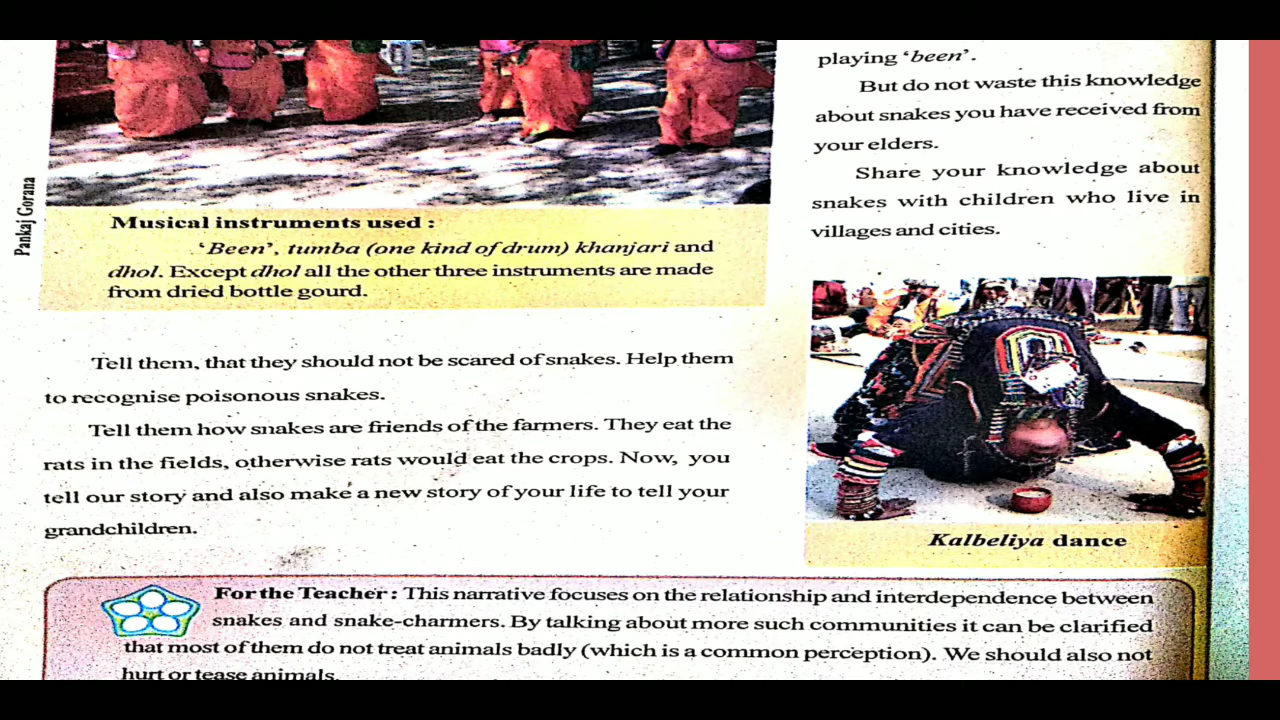 Pankaj Gorana
Musical instruments used :
‘Been’, tumba (one kind of drum) khanjari and
dhol. Except dhol all the other three instruments are made
from dried bottle gourd.
Tell them, that they should not be scared of snakes. Help them
to recognise poisonous snakes.
Tell them how snakes are friends of the farmers. They eat the
rats in the fields, otherwise rats would eat the crops. Now, you
tell our story and also make a new story of your life to tell your
grandchildren.
playing ‘been’.
But do not waste this knowledge
about snakes you have received from
your elders.
Share your knowledge about
snakes with children who live in
villages and cities.
Kalbeliya dance
For the Teacher : This narrative focuses on the relationship and interdependence between
snakes and snake-charmers. By talking about more such communities it can be clarified
that most of them do not treat animals badly (which is a common perception). We should also not
hurt or tease animals.